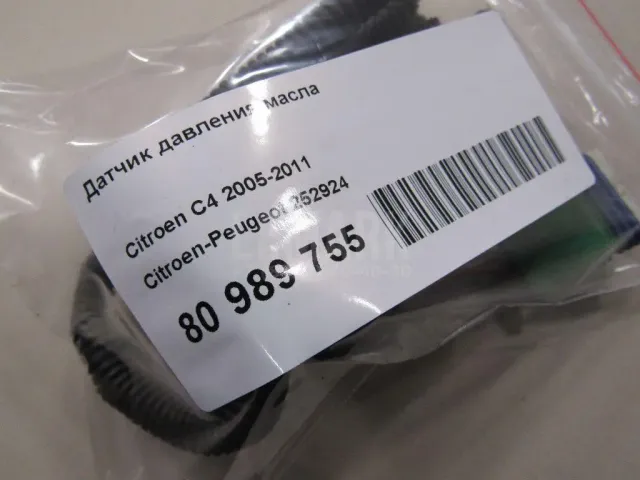 Датчик давления масла
Citroen C4 2005-2011
Citroen-Peugeot 252924
80 989 755